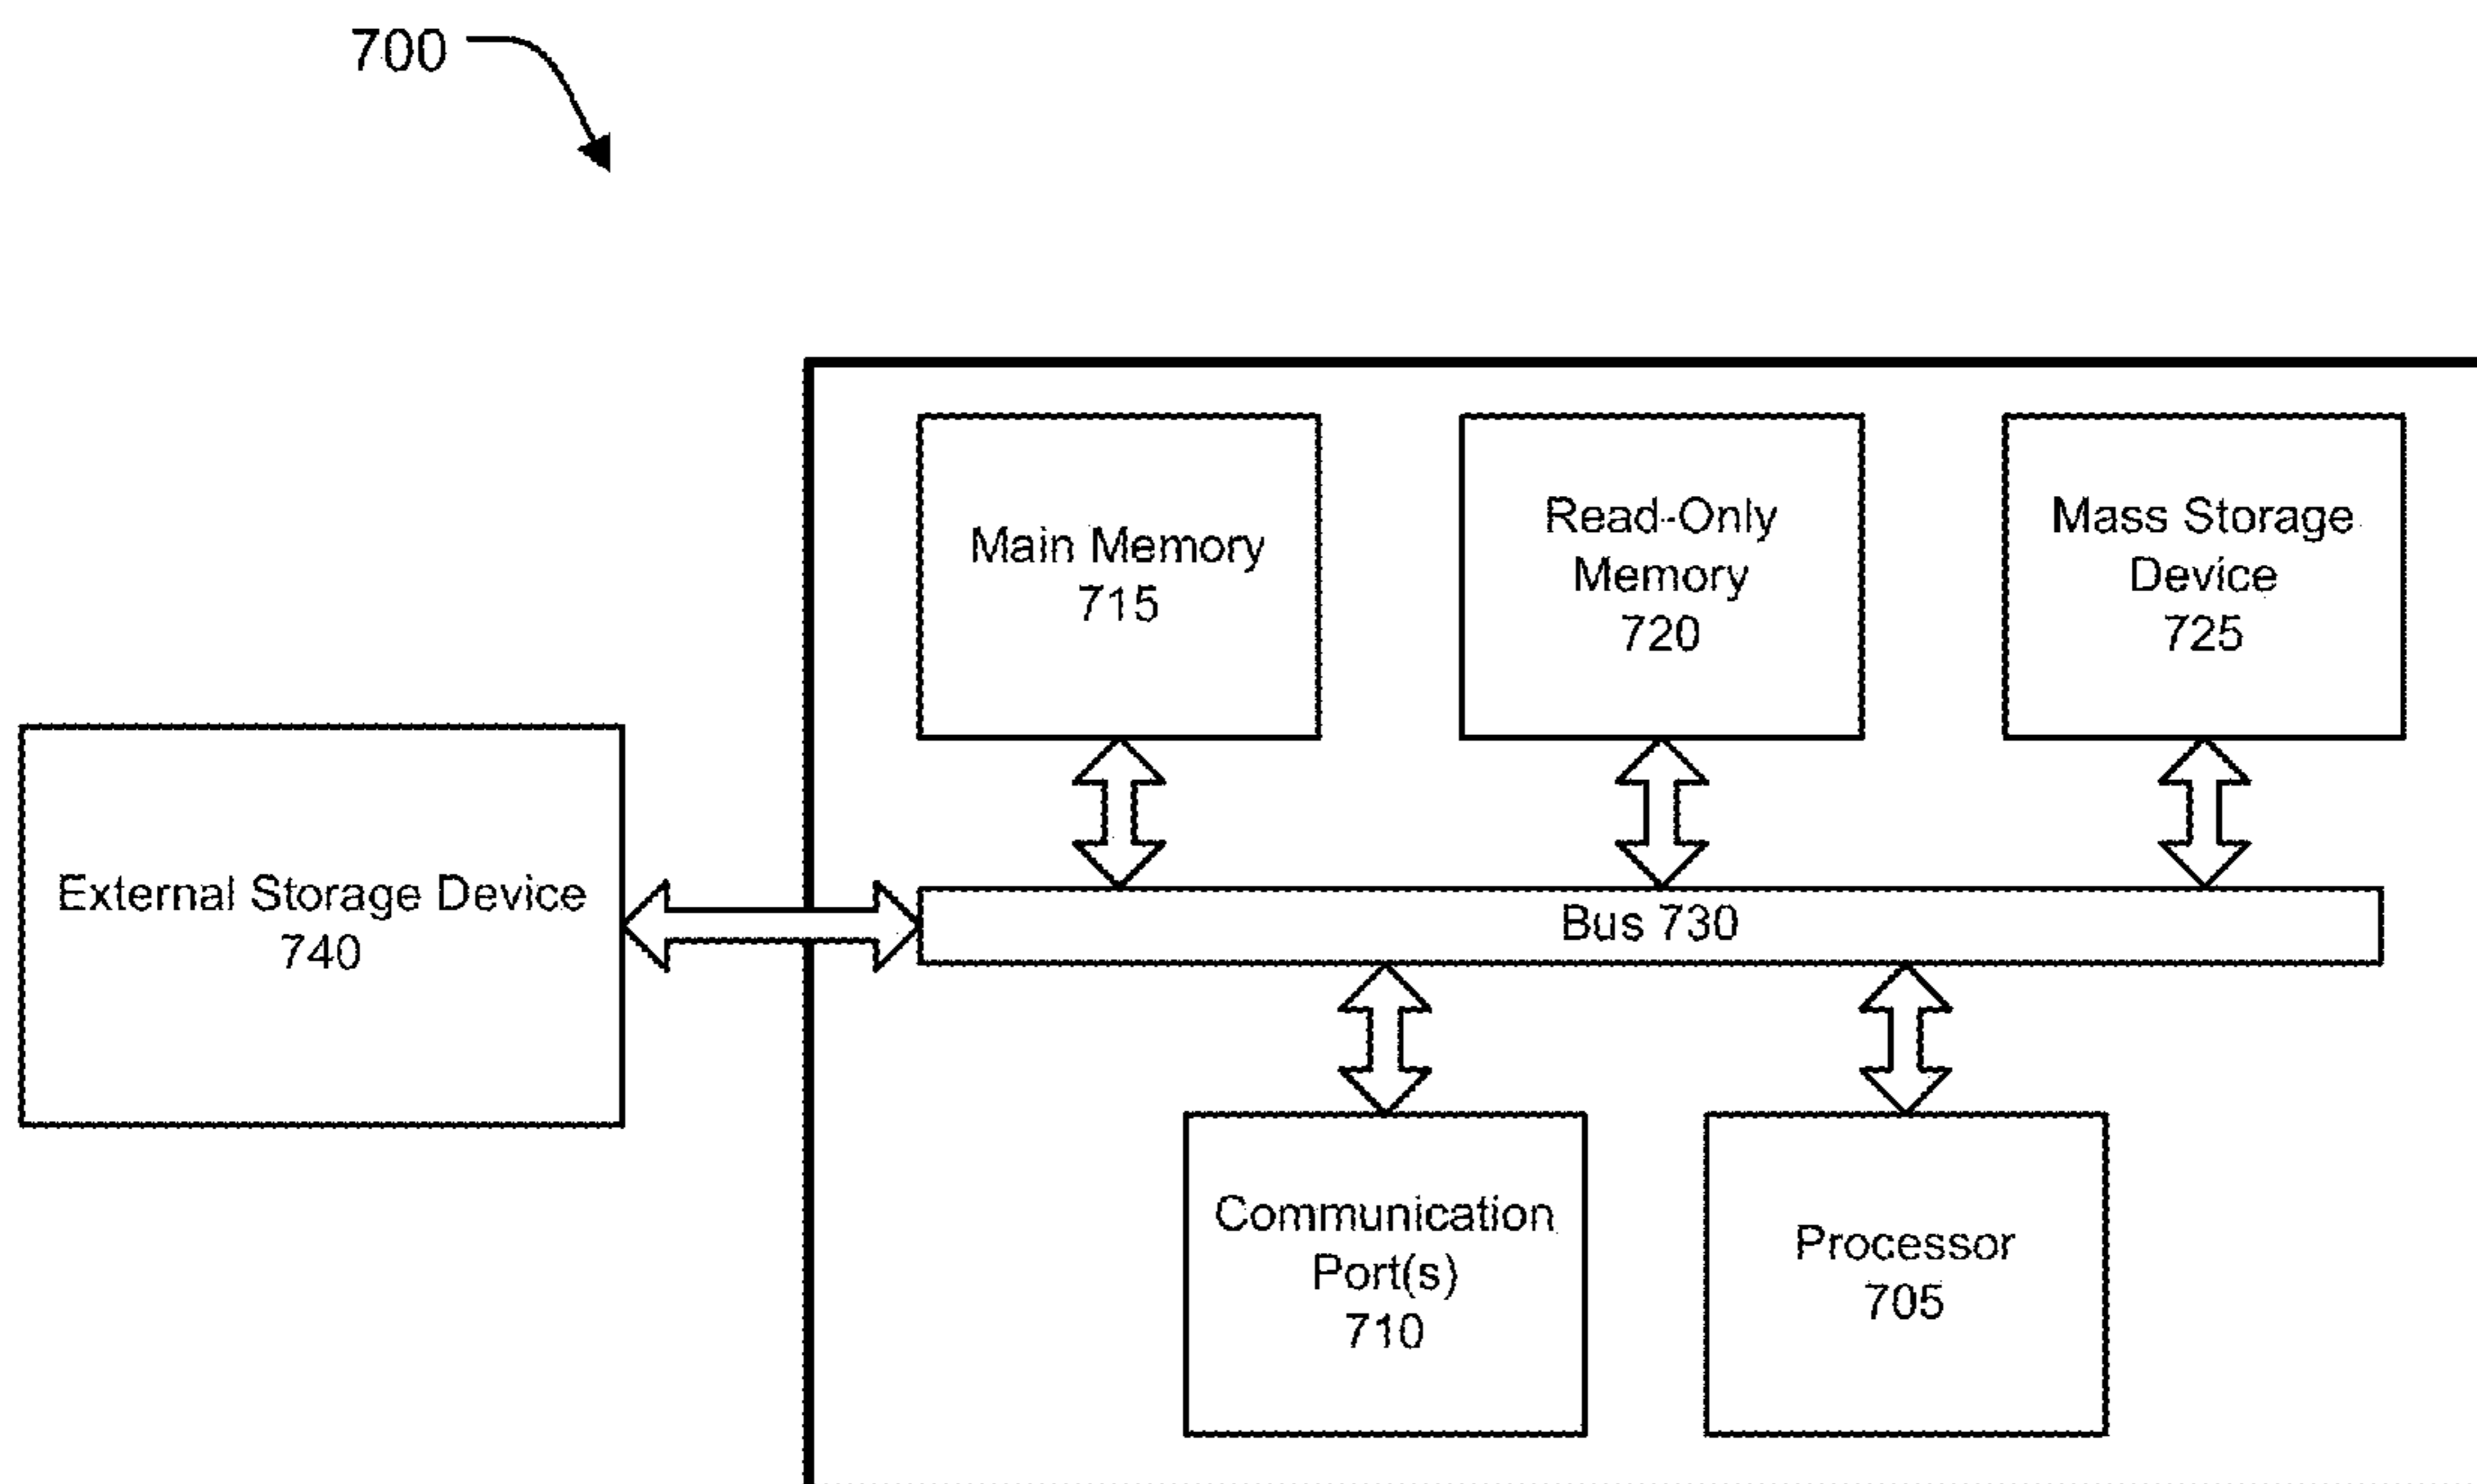 700
Main Memory
715
Read-Only
Memory
720
Mass Storage
Device
725
External Storage Device
740
Bus 730
Communication
Port(s)
710
Processor
705